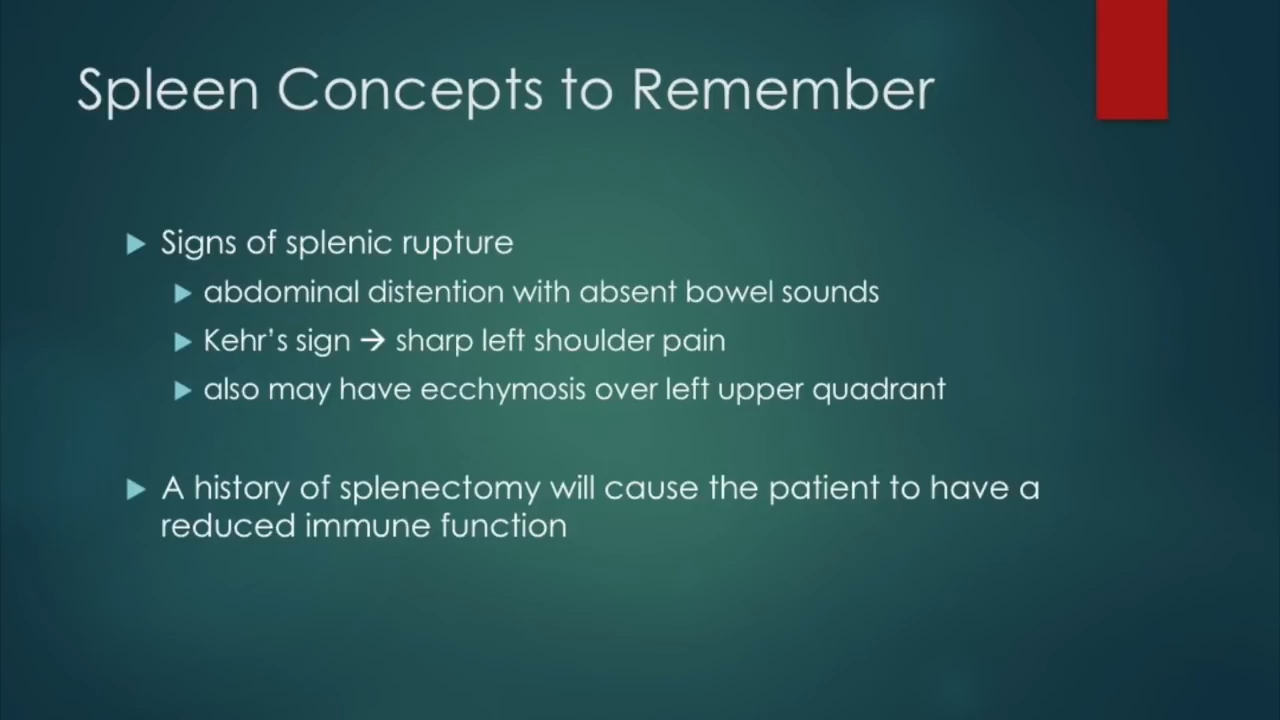 Spleen Concepts to Remember
Signs of splenic rupture
abdominal distention with absent bowel sounds
Kehr’s sign → sharp left shoulder pain
also may have ecchymosis over left upper quadrant
A history of splenectomy will cause the patient to have a
reduced immune function